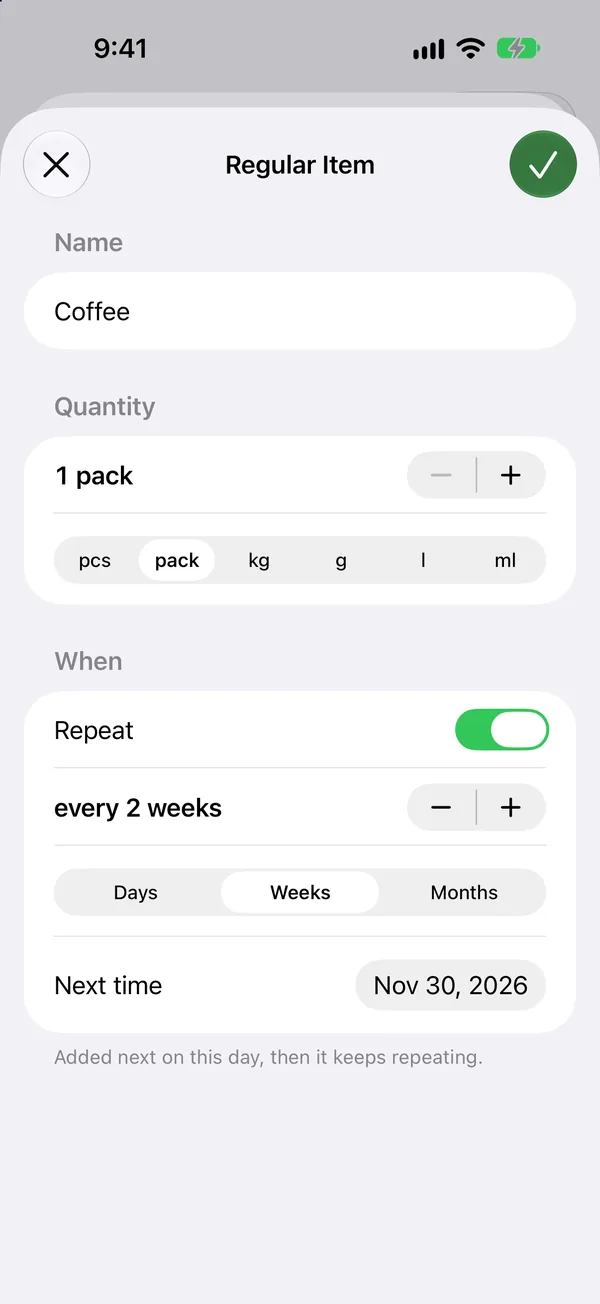 9:41
Regular Item
Name
Coffee
Quantity
1 pack
pcs pack kg g l ml
When
Repeat
every 2 weeks
Days Weeks Months
Next time Nov 30, 2026
Added next on this day, then it keeps repeating.